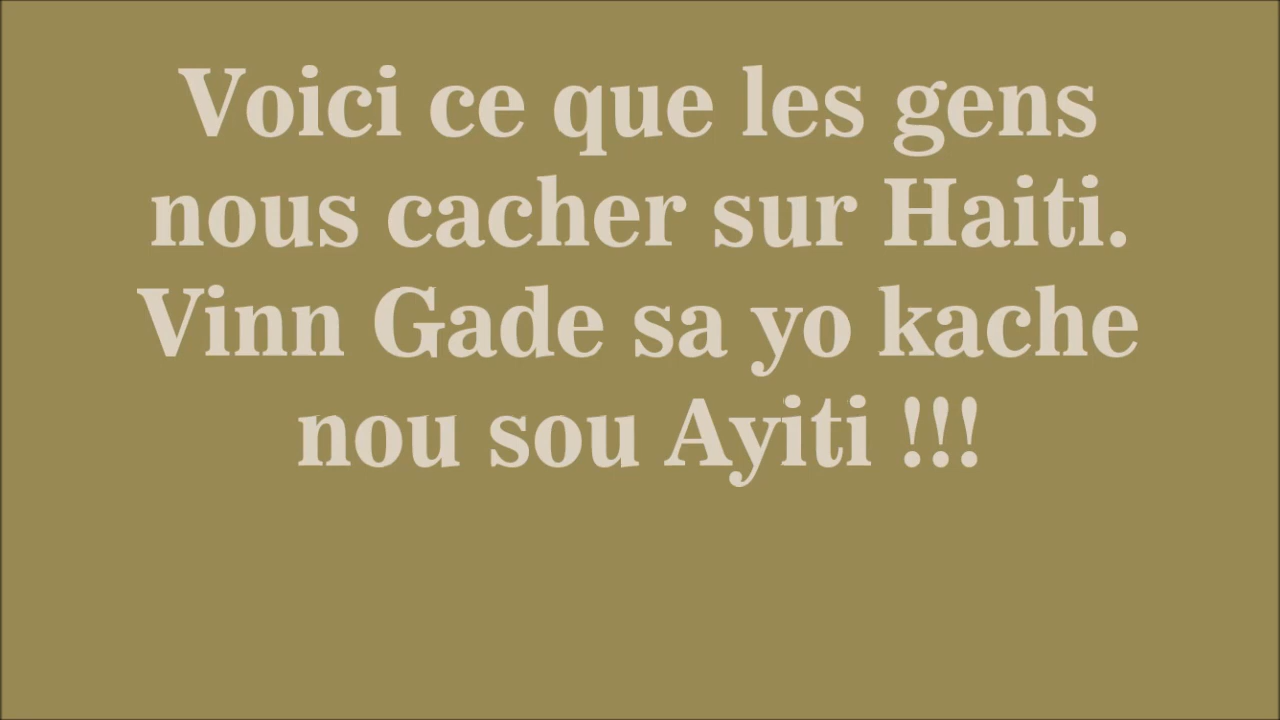 Voici ce que les gens
nous cacher sur Haiti.
Vinn Gade sa yo kache
nou sou Ayiti !!!